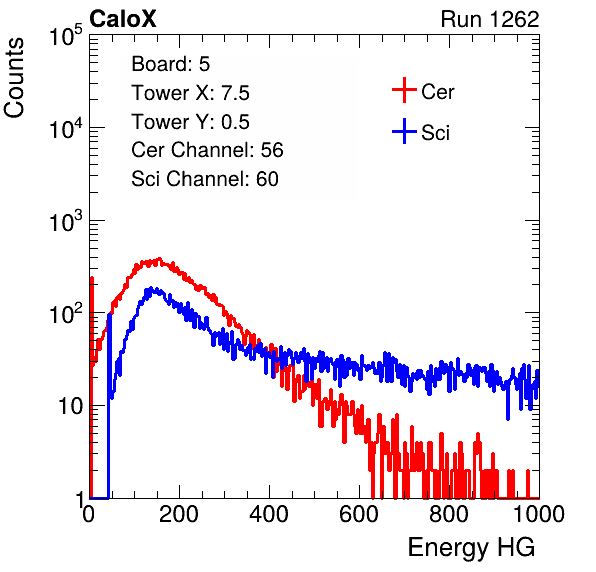 CaloX Run 1262
Counts
10^5
10^4
10^3
10^2
10
1
Board: 5
Tower X: 7.5
Tower Y: 0.5
Cer Channel: 56
Sci Channel: 60
Cer
Sci
0 200 400 600 800 1000
Energy HG